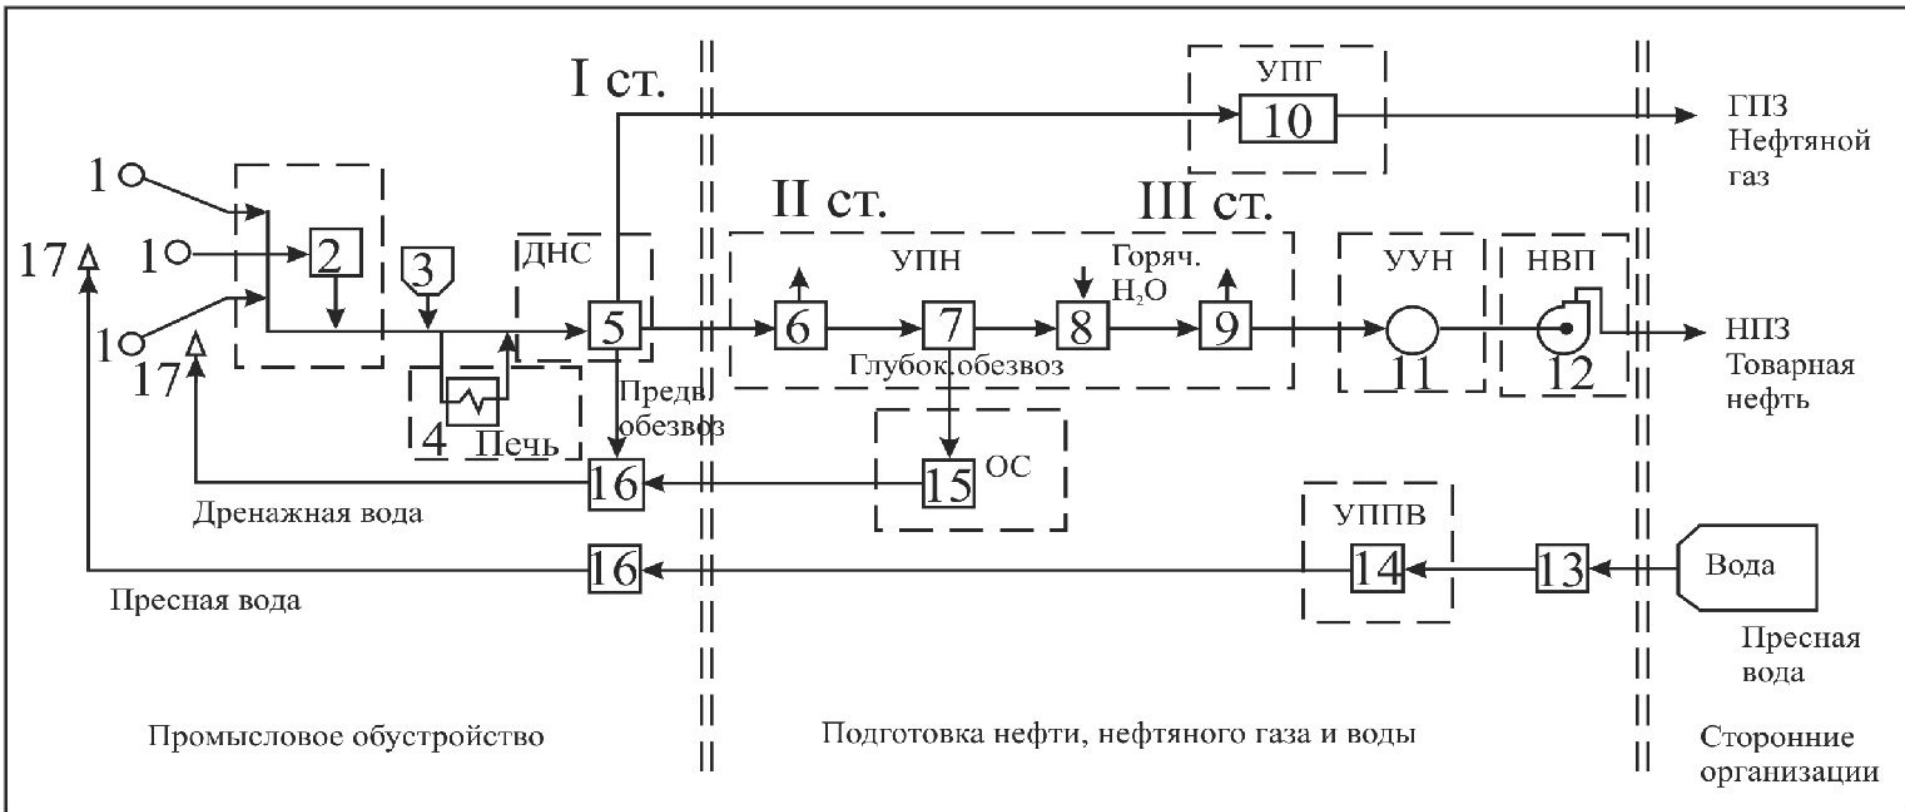 I ст.
УПГ
10
ГПЗ
Нефтяной
газ
1
II ст.
III ст.
17
1
2
3
ДНС
УПН
Горяч.
H₂O
УУН
НВП
5
6
7
8
9
1
17
Глубок.обезвоз
11
12
НПЗ
Товарная
нефть
Предв.
обезвоз
4
Печь
16
15
ОС
Дренажная вода
УППВ
16
14
13
Вода
Пресная вода
Пресная
вода
Промысловое обустройство
Подготовка нефти, нефтяного газа и воды
Сторонние
организации